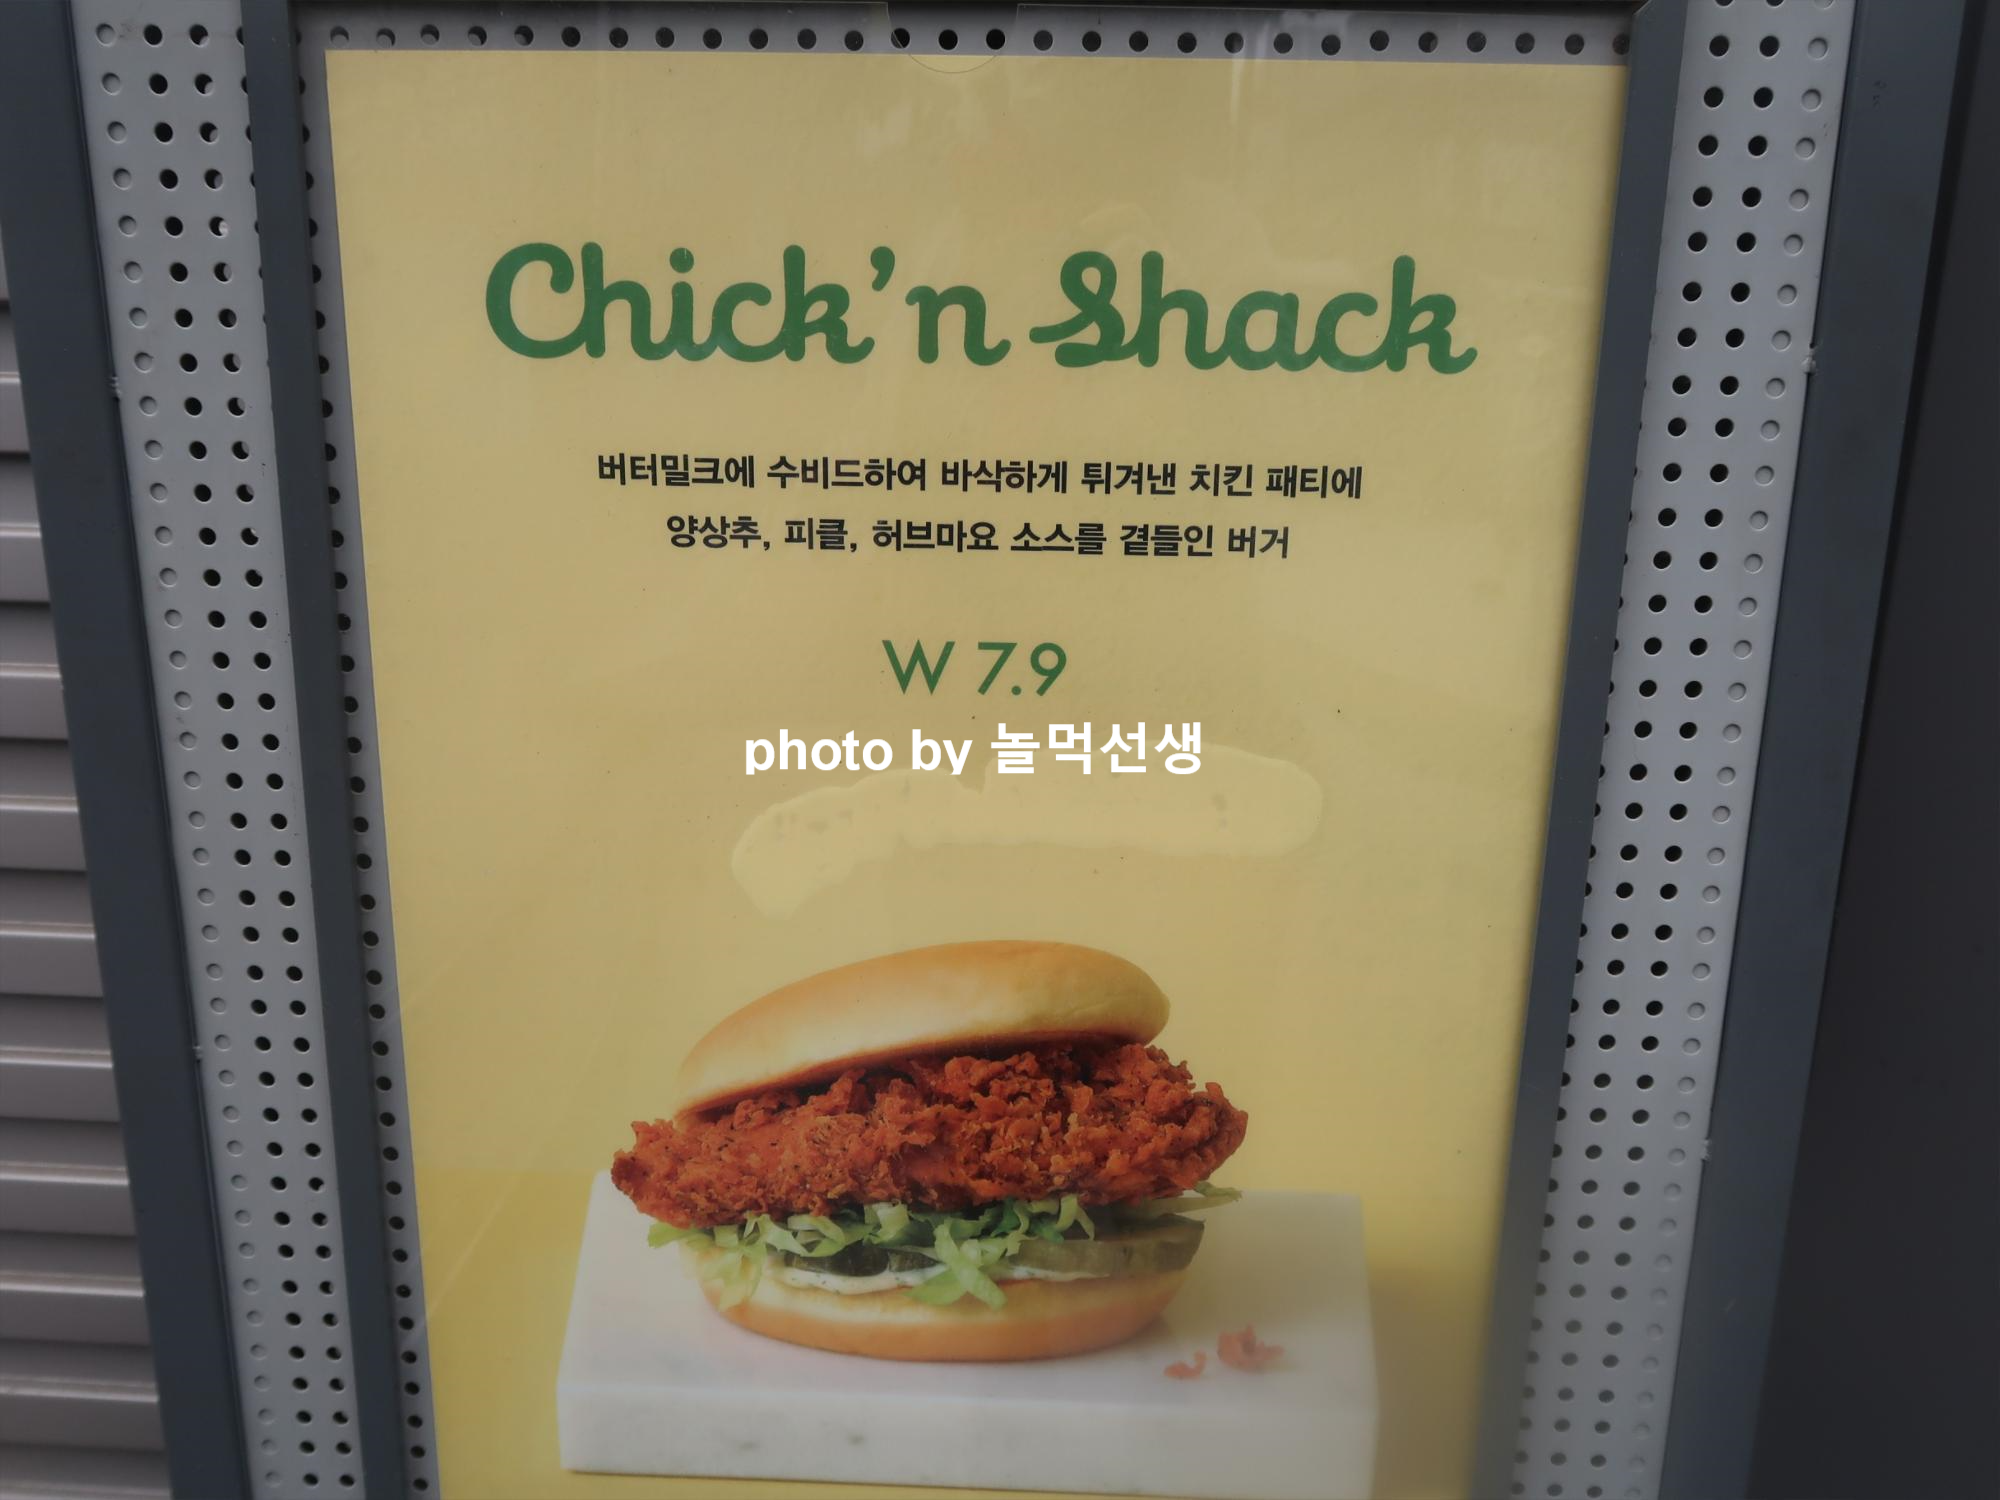 Chick'n Shack
버터밀크에 수비드하여 바삭하게 튀겨낸 치킨 패티에
양상추, 피클, 허브마요 소스를 곁들인 버거
W 7.9
photo by 놀먹선생